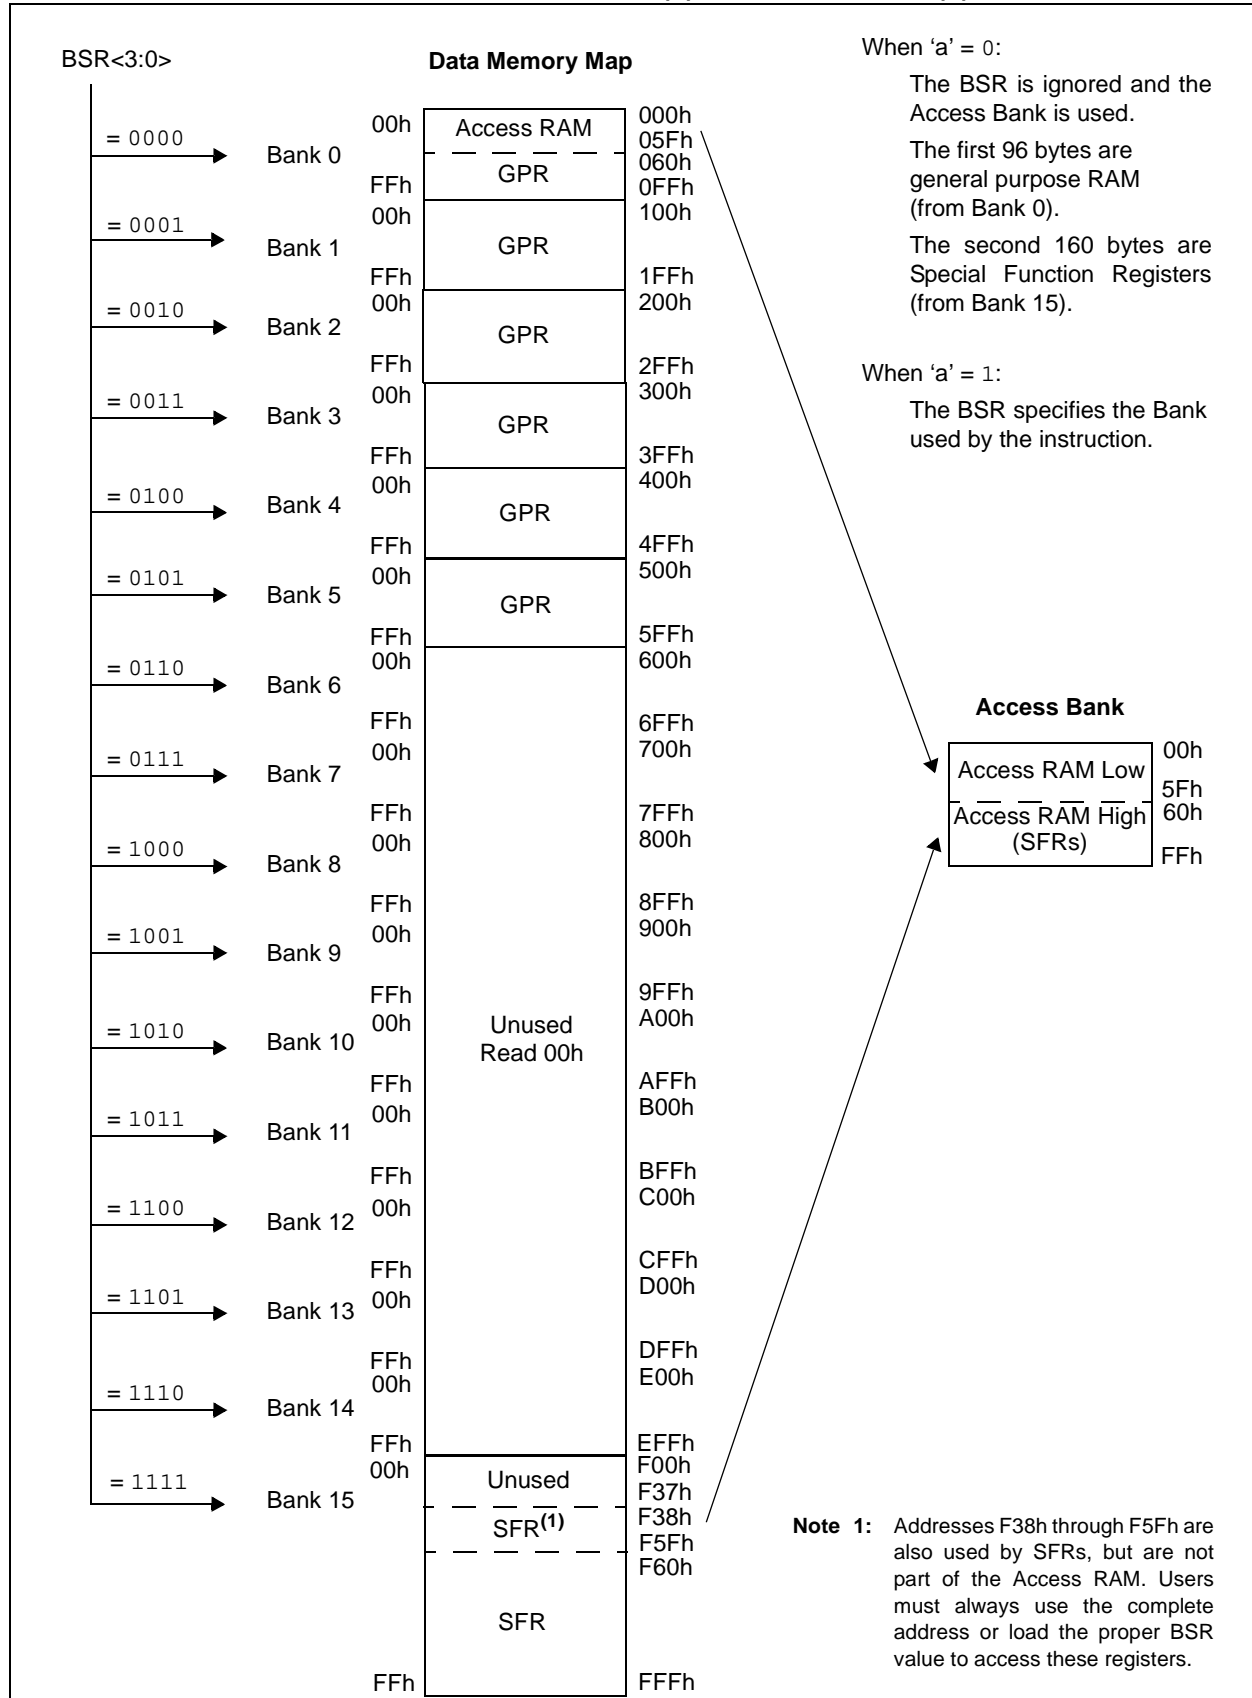 BSR<3:0>
Data Memory Map
When ‘a’ = 0:
The BSR is ignored and the
Access Bank is used.
The first 96 bytes are
general purpose RAM
(from Bank 0).
The second 160 bytes are
Special Function Registers
(from Bank 15).
When ‘a’ = 1:
The BSR specifies the Bank
used by the instruction.
= 0000
Bank 0
00h
Access RAM
000h
05Fh
060h
GPR
FFh
0FFh
= 0001
Bank 1
00h
100h
GPR
FFh
1FFh
= 0010
Bank 2
00h
200h
GPR
FFh
2FFh
= 0011
Bank 3
00h
300h
GPR
FFh
3FFh
= 0100
Bank 4
00h
400h
GPR
FFh
4FFh
= 0101
Bank 5
00h
500h
GPR
FFh
5FFh
= 0110
Bank 6
00h
600h
FFh
6FFh
= 0111
Bank 7
00h
700h
FFh
7FFh
= 1000
Bank 8
00h
800h
FFh
8FFh
= 1001
Bank 9
00h
900h
FFh
9FFh
= 1010
Bank 10
00h
A00h
Unused
Read 00h
FFh
AFFh
= 1011
Bank 11
00h
B00h
FFh
BFFh
= 1100
Bank 12
00h
C00h
FFh
CFFh
= 1101
Bank 13
00h
D00h
FFh
DFFh
= 1110
Bank 14
00h
E00h
FFh
EFFh
= 1111
Bank 15
00h
F00h
Unused
F37h
F38h
SFR(1)
F5Fh
F60h
SFR
FFh
FFFh
Access Bank
Access RAM Low
00h
5Fh
Access RAM High
(SFRs)
60h
FFh
Note 1: Addresses F38h through F5Fh are
also used by SFRs, but are not
part of the Access RAM. Users
must always use the complete
address or load the proper BSR
value to access these registers.